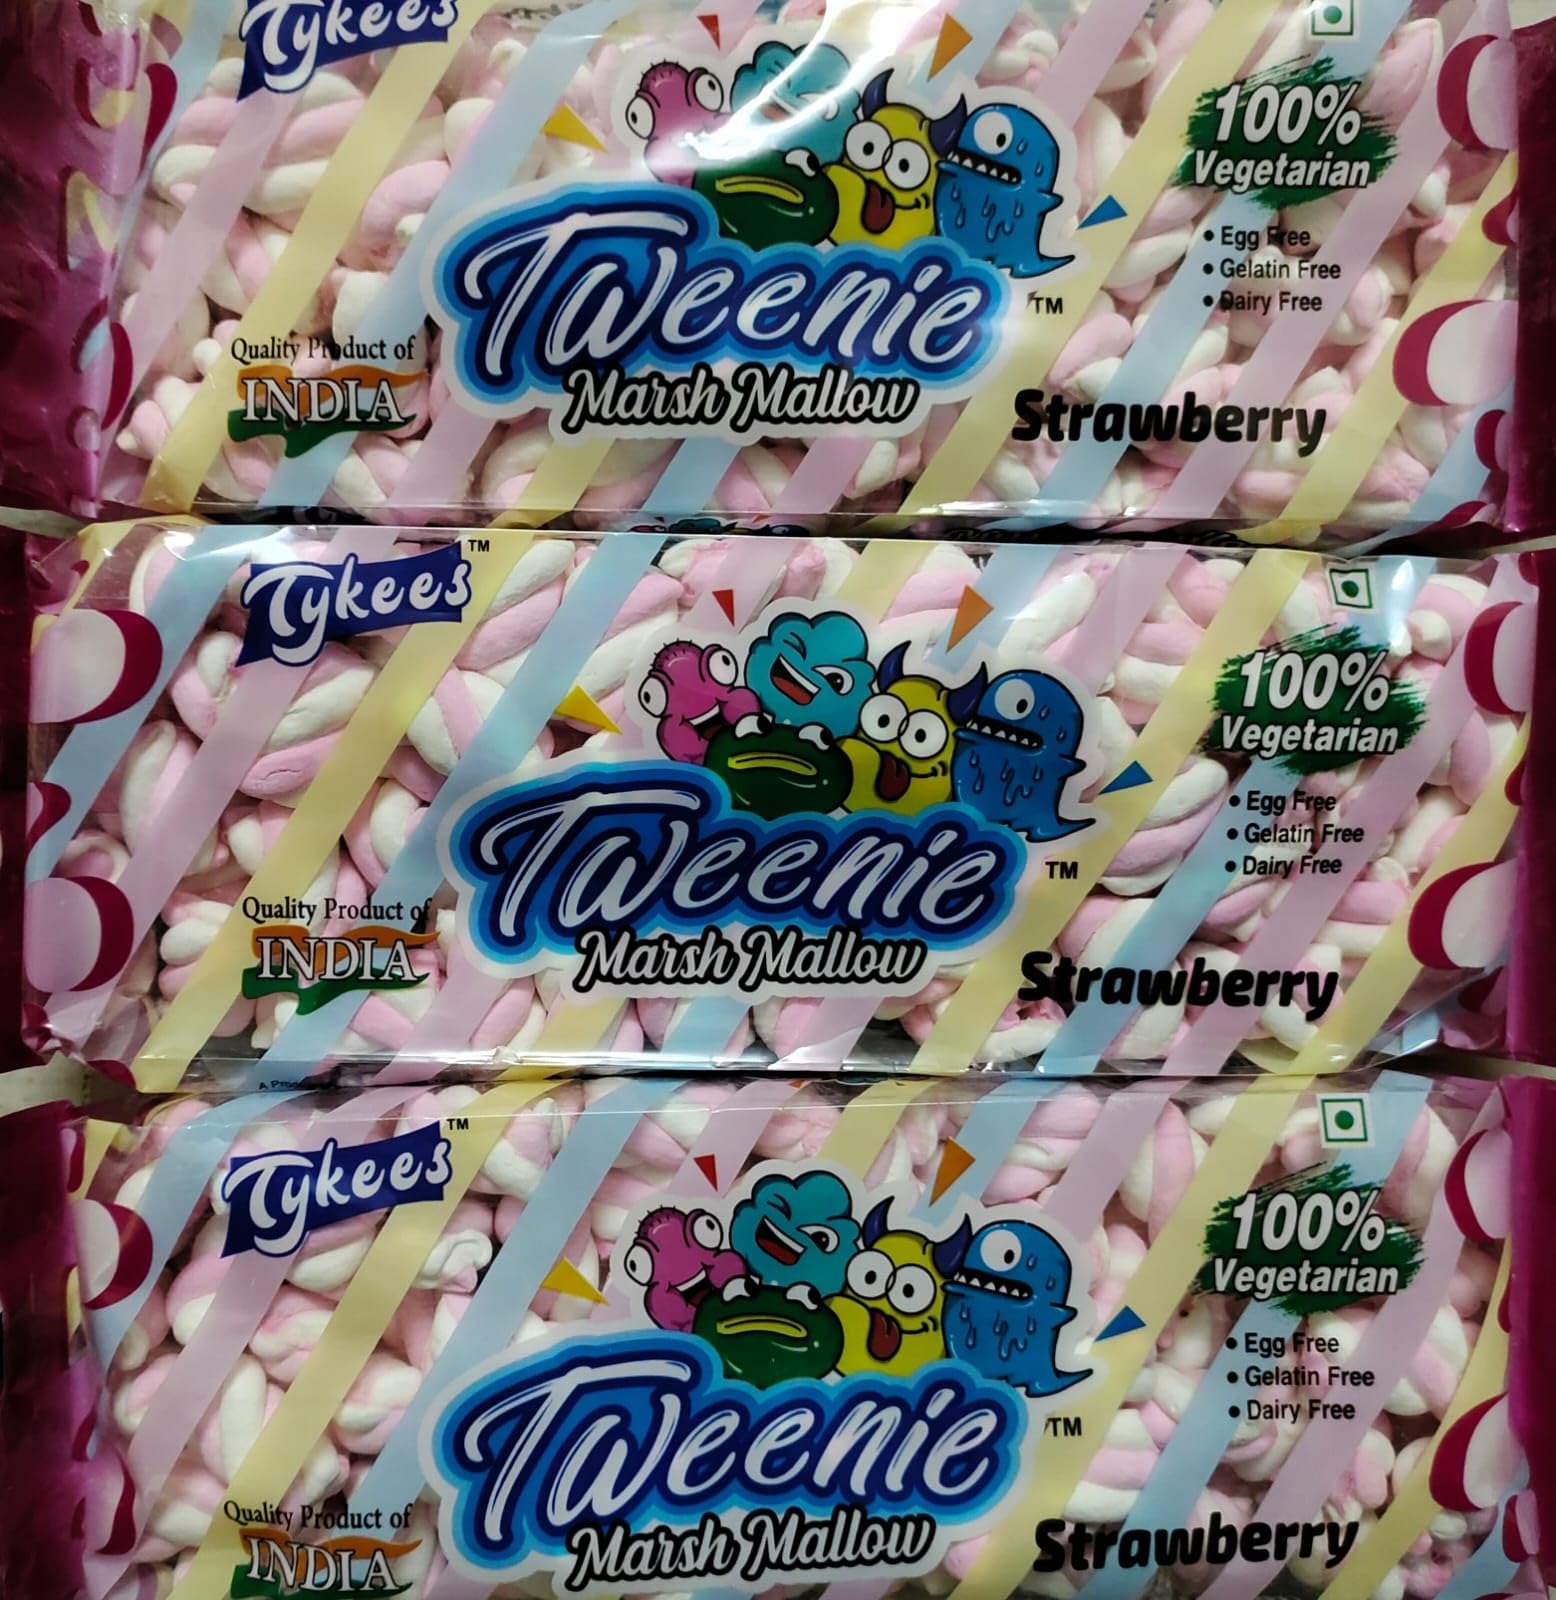 Tykees
100%
Vegetarian
• Egg Free
• Gelatin Free
• Dairy Free
Tweenie TM
Marsh Mallow
Quality Product of
INDIA
Strawberry
Tykees TM
100%
Vegetarian
• Egg Free
• Gelatin Free
• Dairy Free
Tweenie TM
Marsh Mallow
Quality Product of
INDIA
Strawberry
Tykees TM
100%
Vegetarian
• Egg Free
• Gelatin Free
• Dairy Free
Tweenie TM
Marsh Mallow
Quality Product of
INDIA
Strawberry